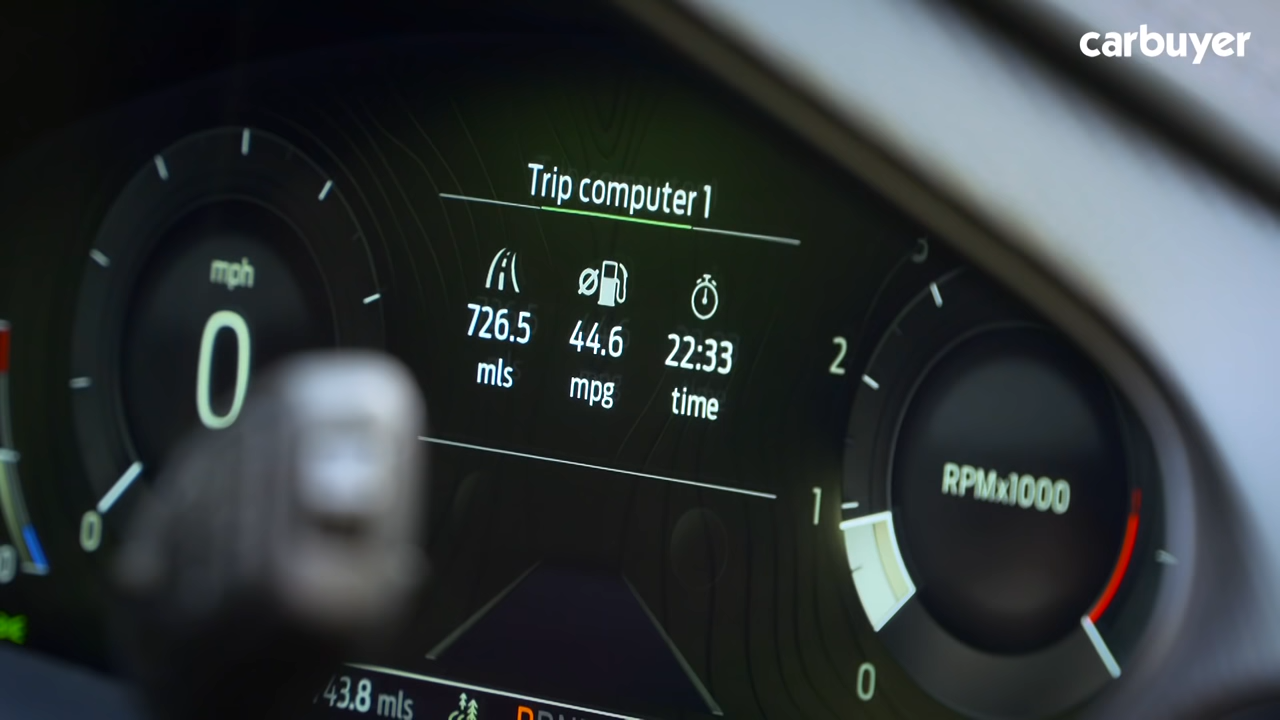 carbuyer
Trip computer 1
mph
0
0
726.5 44.6 22:33
mls mpg time
3
2
1
0
RPMx1000
43.8 mls